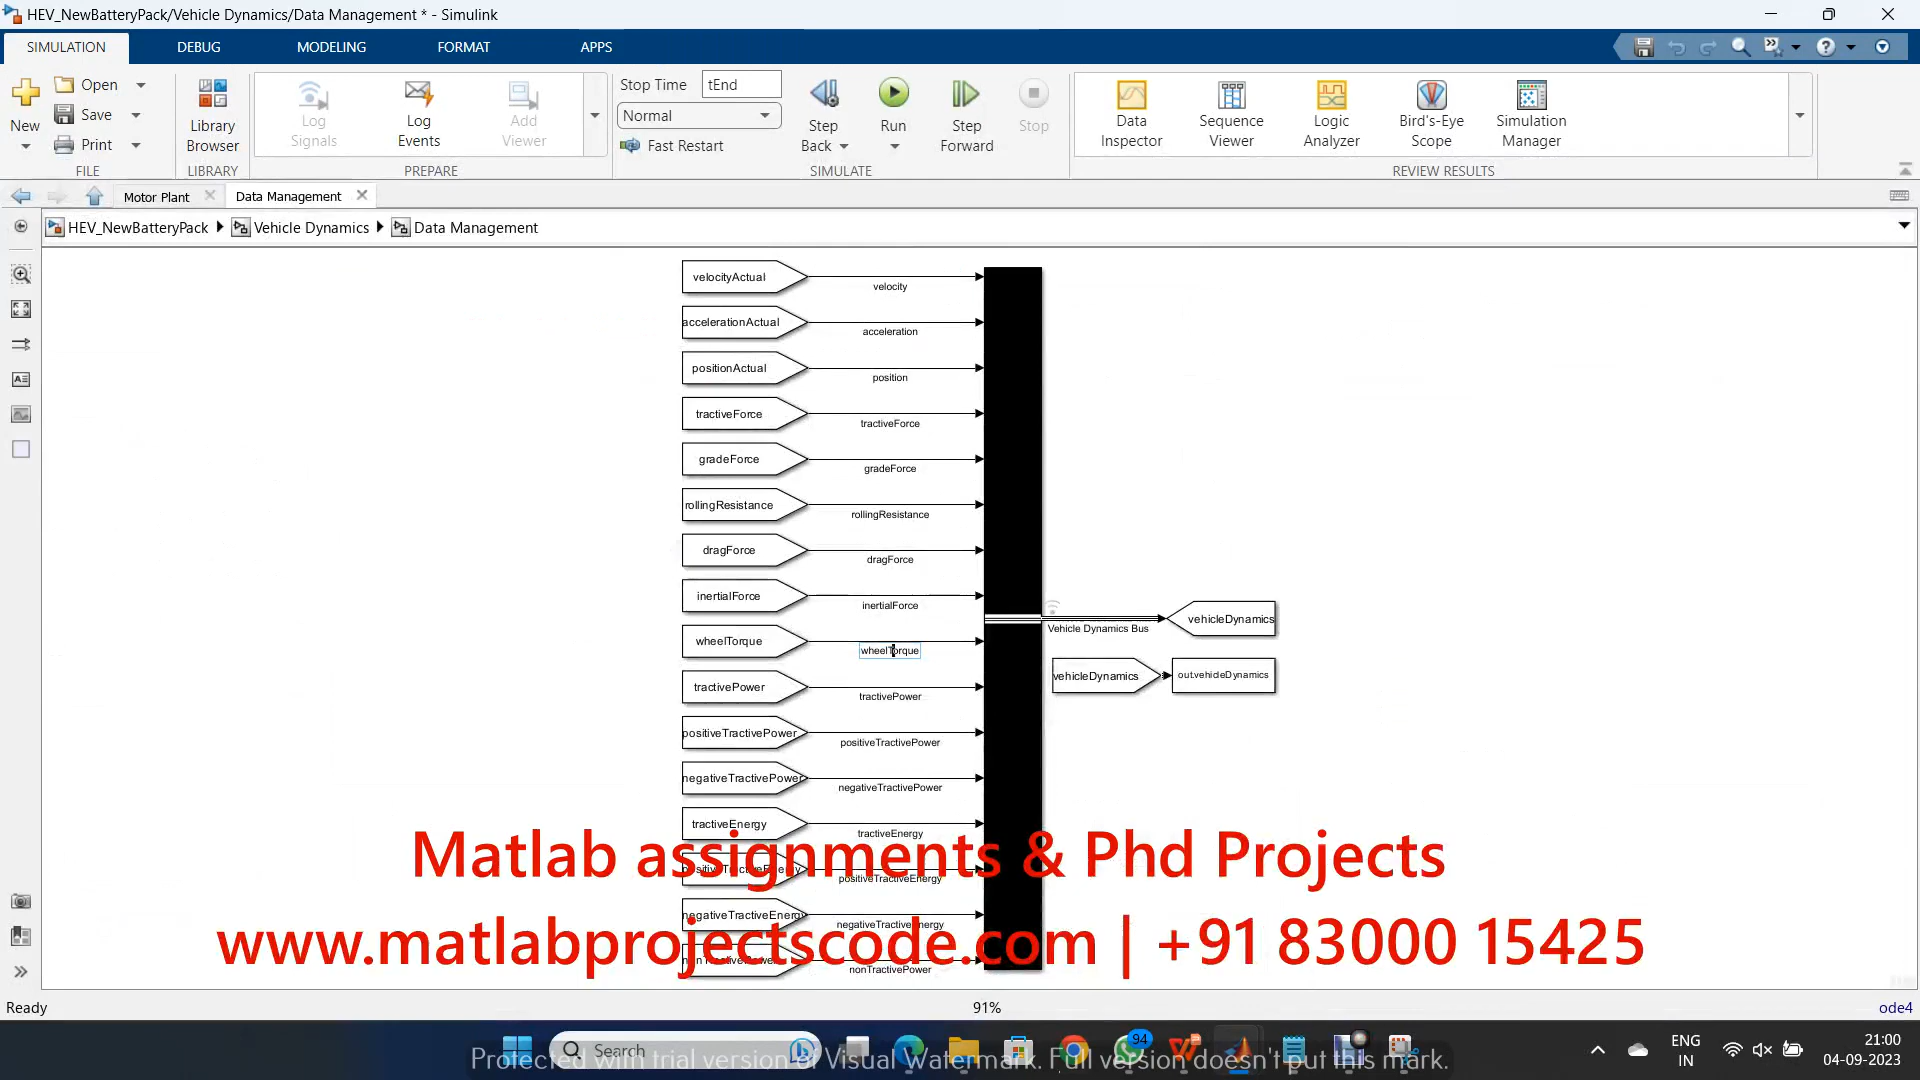 HEV_NewBatteryPack/Vehicle Dynamics/Data Management * - Simulink
SIMULATION DEBUG MODELING FORMAT APPS
New
Open
Save
Print
FILE
Library Browser
LIBRARY
Log Signals
Log Events
Add Viewer
PREPARE
Stop Time tEnd
Normal
Fast Restart
Step Back
Run
Step Forward
Stop
SIMULATE
Data Inspector
Sequence Viewer
Logic Analyzer
Bird's-Eye Scope
Simulation Manager
REVIEW RESULTS
Motor Plant Data Management
HEV_NewBatteryPack Vehicle Dynamics Data Management
velocityActual velocity
accelerationActual acceleration
positionActual position
tractiveForce tractiveForce
gradeForce gradeForce
rollingResistance rollingResistance
dragForce dragForce
inertialForce inertialForce
Vehicle Dynamics Bus vehicleDynamics
wheelTorque wheelTorque
vehicleDynamics out.vehicleDynamics
tractivePower tractivePower
positiveTractivePower positiveTractivePower
negativeTractivePower negativeTractivePower
tractiveEnergy tractiveEnergy
Matlab assignments & Phd Projects
positiveTractiveEnergy positiveTractiveEnergy
negativeTractiveEnergy negativeTractiveEnergy
www.matlabprojectscode.com | +91 83000 15425
nonTractivePower nonTractivePower
Ready 91% ode4
Search
94
ENG
IN
21:00
04-09-2023
Protected with trial version of Visual Watermark. Full version doesn't put this mark.